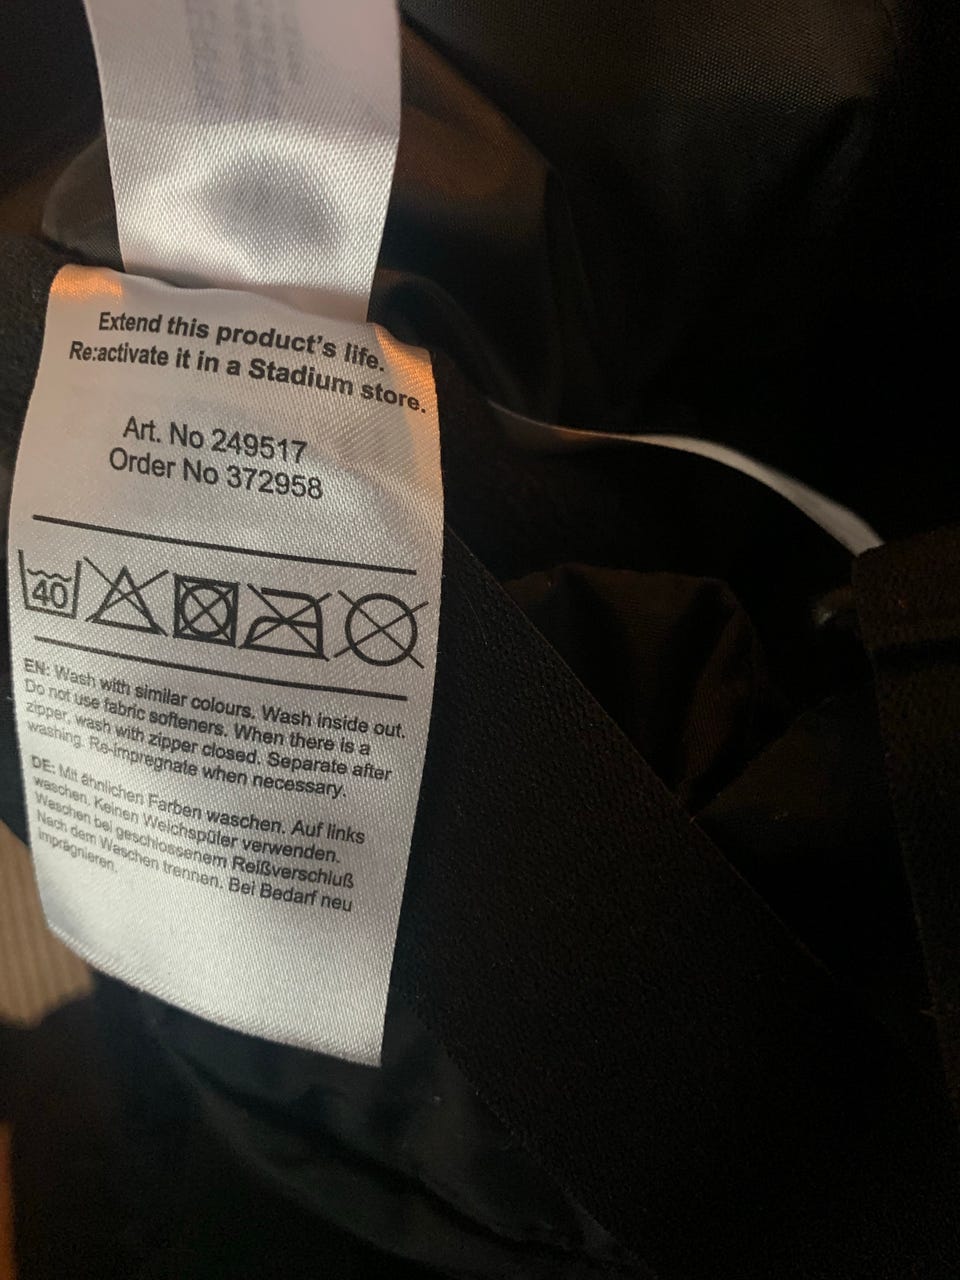 Extend this product's life.
Re:activate it in a Stadium store.
Art. No 249517
Order No 372958
40
EN: Wash with similar colours. Wash inside out.
Do not use fabric softeners. When there is a
zipper, wash with zipper closed. Separate after
washing. Re-impregnate when necessary.
DE: Mit ähnlichen Farben waschen. Auf links
waschen. Keinen Weichspüler verwenden.
Waschen bei geschlossenem Reißverschluß
Nach dem Waschen trennen. Bei Bedarf neu
imprägnieren.